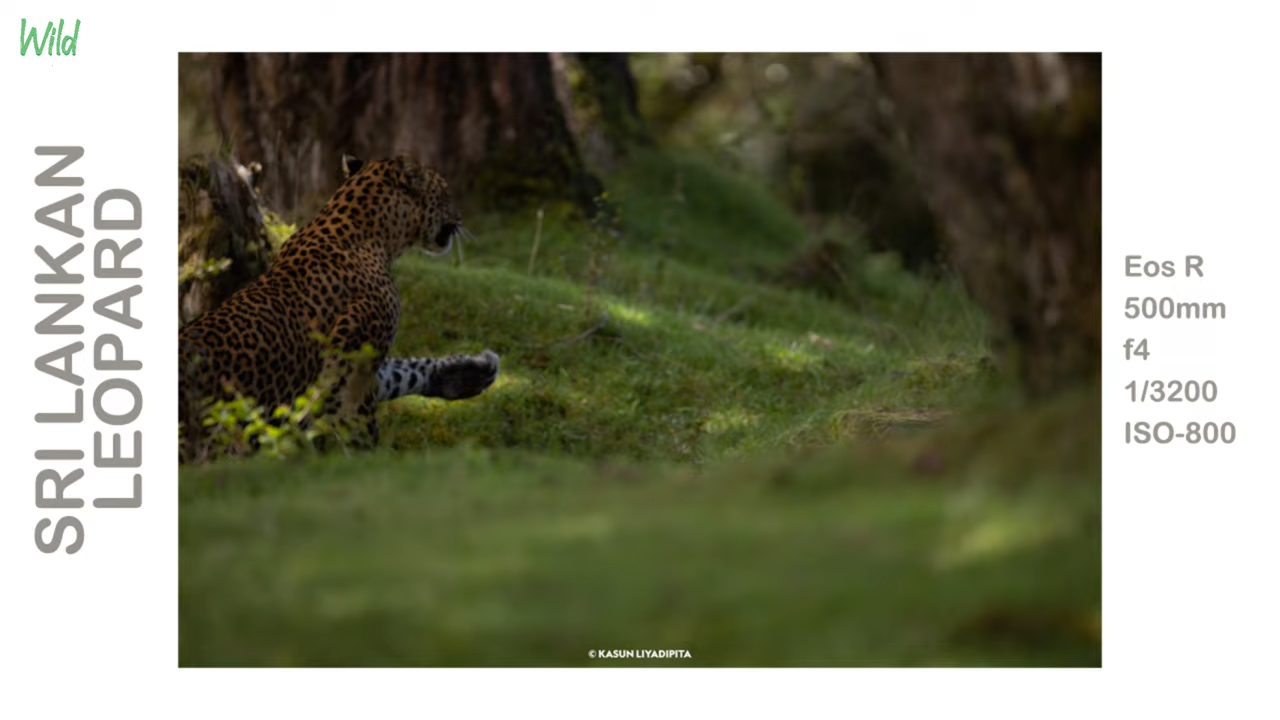 Wild
SRI LANKAN
LEOPARD
Eos R
500mm
f4
1/3200
ISO-800
© KASUN LIYADIPITA